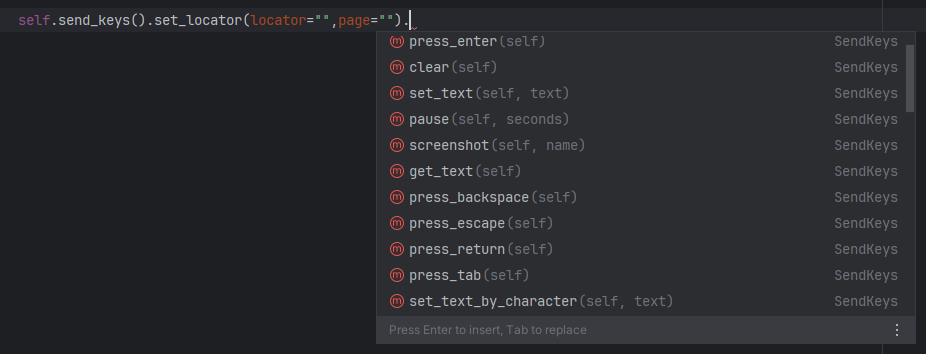 self.send_keys().set_locator(locator="",page="").
press_enter(self) SendKeys
clear(self) SendKeys
set_text(self, text) SendKeys
pause(self, seconds) SendKeys
screenshot(self, name) SendKeys
get_text(self) SendKeys
press_backspace(self) SendKeys
press_escape(self) SendKeys
press_return(self) SendKeys
press_tab(self) SendKeys
set_text_by_character(self, text) SendKeys
Press Enter to insert, Tab to replace